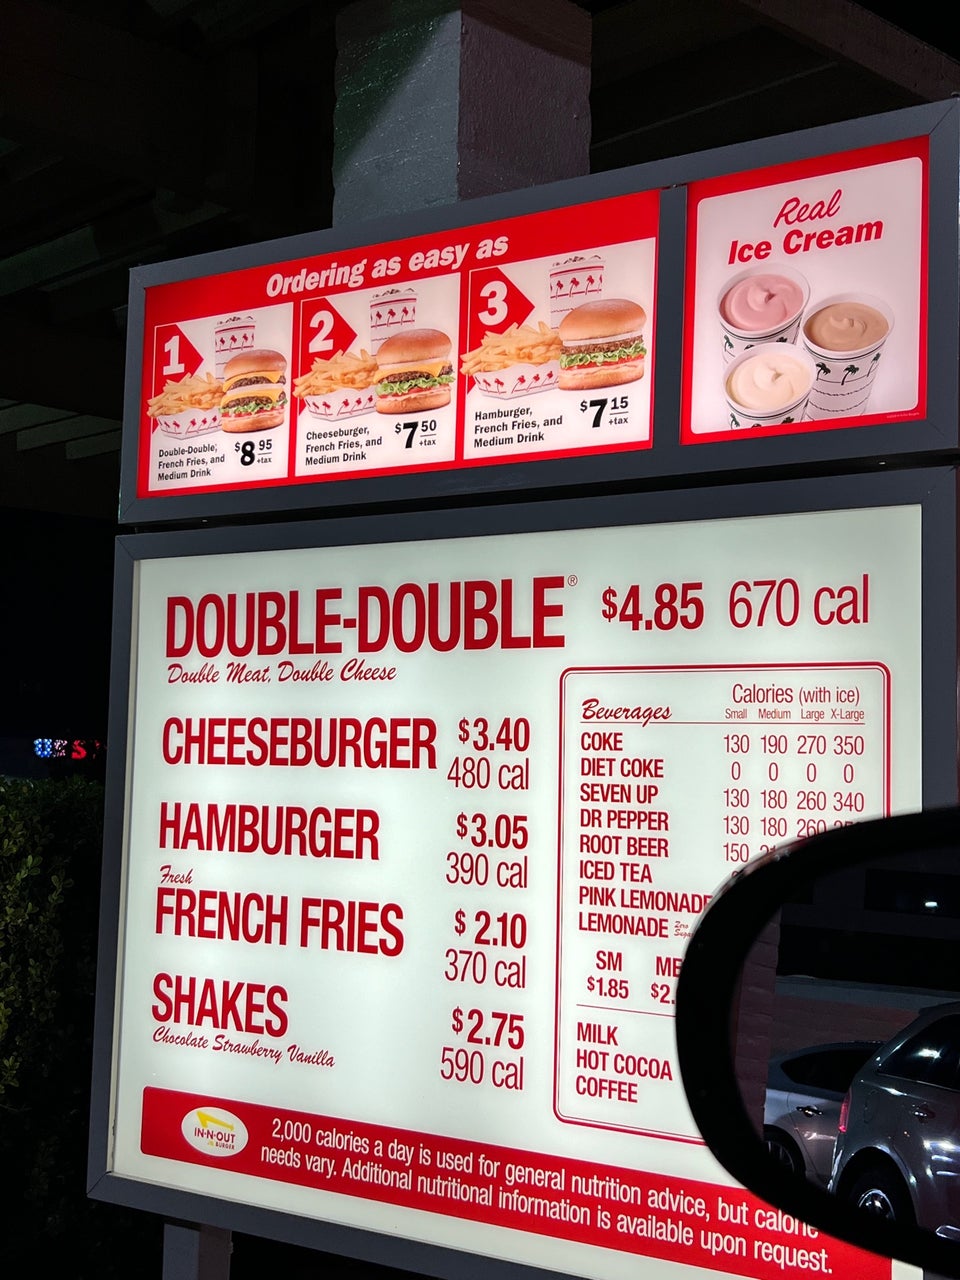 Ordering as easy as
1
Double-Double,
French Fries, and
Medium Drink
$8 95
+tax
2
Cheeseburger,
French Fries, and
Medium Drink
$7 50
+tax
3
Hamburger,
French Fries, and
Medium Drink
$7 15
+tax
Real
Ice Cream
DOUBLE-DOUBLE® $4.85 670 cal
Double Meat, Double Cheese
CHEESEBURGER $3.40
480 cal
HAMBURGER $3.05
390 cal
Fresh
FRENCH FRIES $2.10
370 cal
SHAKES $2.75
Chocolate Strawberry Vanilla 590 cal
Beverages Calories (with ice)
Small Medium Large X-Large
COKE 130 190 270 350
DIET COKE 0 0 0 0
SEVEN UP 130 180 260 340
DR PEPPER 130 180 260
ROOT BEER 150
ICED TEA
PINK LEMONADE
LEMONADE Zero Sugar
SM ME
$1.85 $2.
MILK
HOT COCOA
COFFEE
IN-N-OUT
BURGER
2,000 calories a day is used for general nutrition advice, but calorie
needs vary. Additional nutritional information is available upon request.